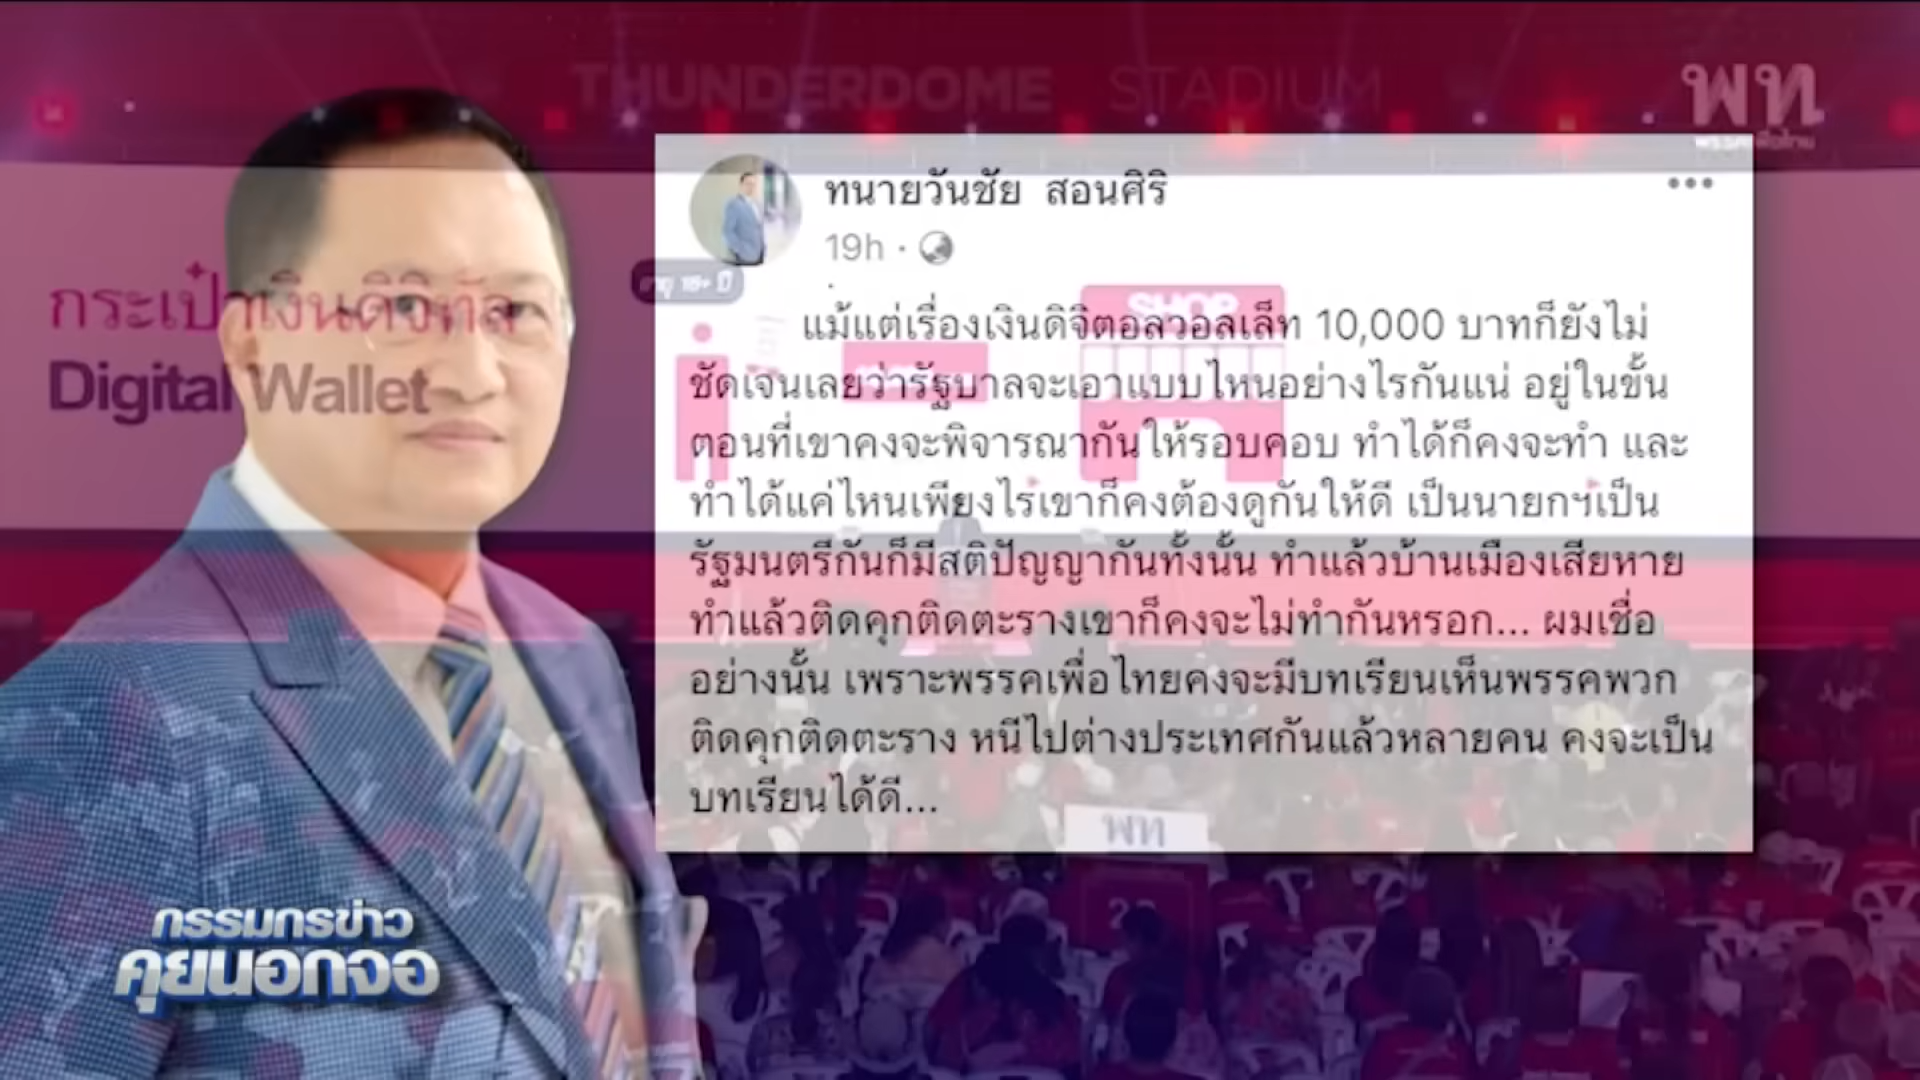 THUNDERDOME STADIUM
พท
พรรคเพื่อไทย
กระเป๋าเงินดิจิทัล
Digital Wallet
ทนายวันชัย สอนศิริ
19h
อายุ 16+ ปี
SHOP
แม้แต่เรื่องเงินดิจิตอลวอลเล็ท 10,000 บาทก็ยังไม่
ชัดเจนเลยว่ารัฐบาลจะเอาแบบไหนอย่างไรกันแน่ อยู่ในขั้น
ตอนที่เขาคงจะพิจารณากันให้รอบคอบ ทำได้ก็คงจะทำ และ
ทำได้แค่ไหนเพียงไรเขาก็คงต้องดูกันให้ดี เป็นนายกฯเป็น
รัฐมนตรีกันก็มีสติปัญญากันทั้งนั้น ทำแล้วบ้านเมืองเสียหาย
ทำแล้วติดคุกติดตะรางเขาก็คงจะไม่ทำกันหรอก... ผมเชื่อ
อย่างนั้น เพราะพรรคเพื่อไทยคงจะมีบทเรียนเห็นพรรคพวก
ติดคุกติดตะราง หนีไปต่างประเทศกันแล้วหลายคน คงจะเป็น
บทเรียนได้ดี...
พท
กรรมกรข่าว
คุยนอกจอ